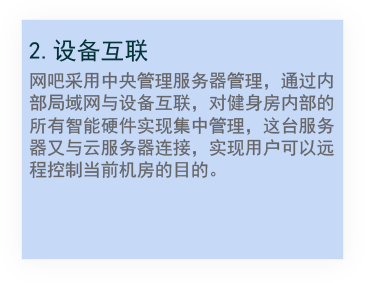 2.设备互联
网吧采用中央管理服务器管理，通过内
部局域网与设备互联，对健身房内部的
所有智能硬件实现集中管理，这台服务
器又与云服务器连接，实现用户可以远
程控制当前机房的目的。